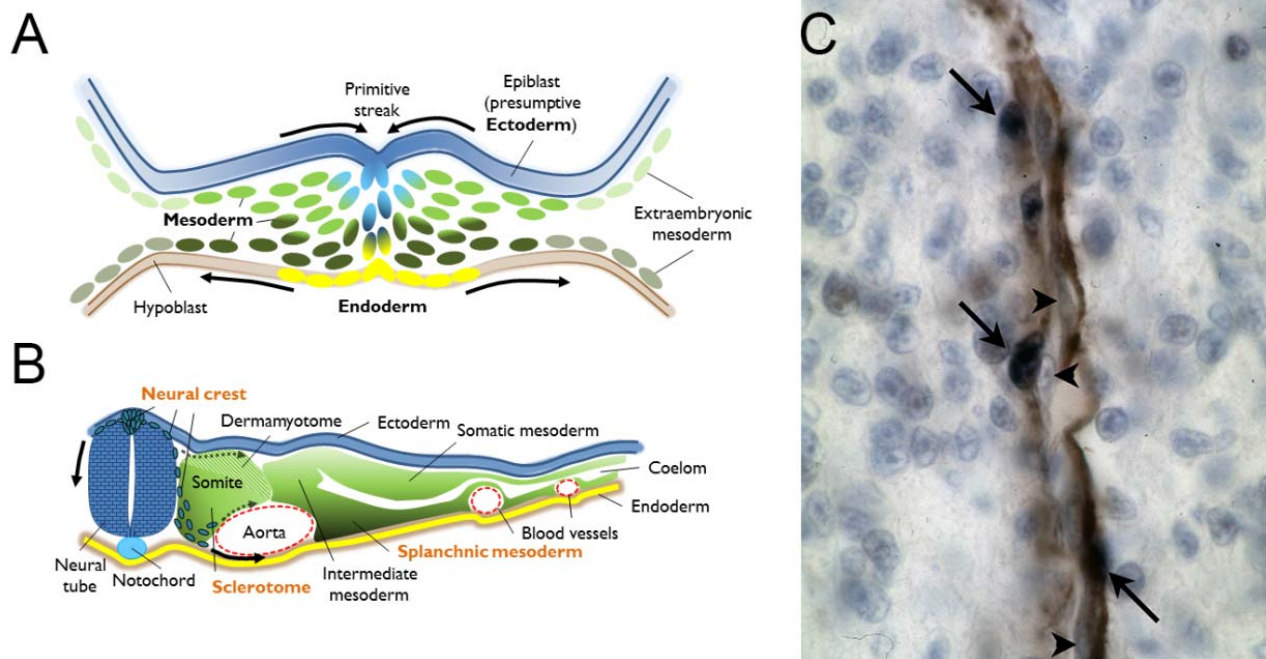 A
Primitive
streak
Epiblast
(presumptive
Ectoderm)
Mesoderm
Extraembryonic
mesoderm
Hypoblast
Endoderm
B
Neural crest
Dermamyotome
Ectoderm
Somatic mesoderm
Somite
Coelom
Aorta
Endoderm
Blood vessels
Splanchnic mesoderm
Neural
tube
Notochord
Sclerotome
Intermediate
mesoderm
C